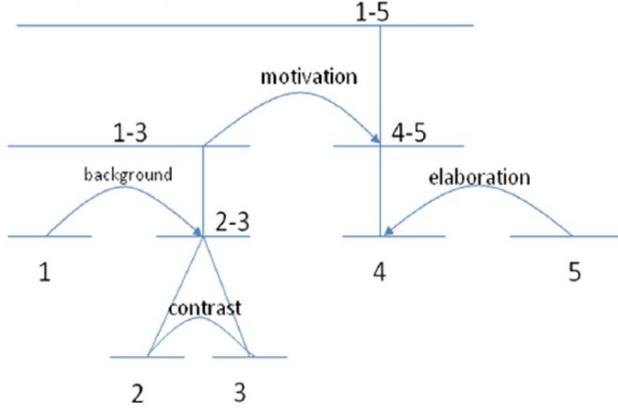 1-5
motivation
1-3
4-5
background
elaboration
2-3
1
4
5
contrast
2
3